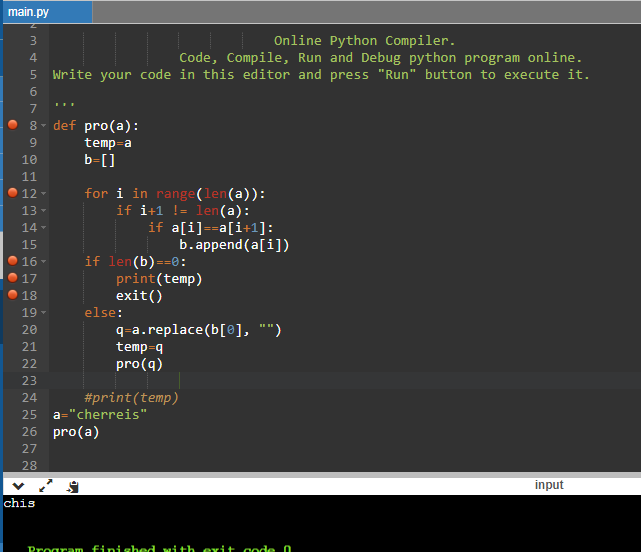 main.py
2
3 Online Python Compiler.
4 Code, Compile, Run and Debug python program online.
5 Write your code in this editor and press "Run" button to execute it.
6
7 '''
8 def pro(a):
9 temp=a
10 b=[]
11
12 for i in range(len(a)):
13 if i+1 != len(a):
14 if a[i]==a[i+1]:
15 b.append(a[i])
16 if len(b)==0:
17 print(temp)
18 exit()
19 else:
20 q=a.replace(b[0], "")
21 temp=q
22 pro(q)
23
24 #print(temp)
25 a="cherreis"
26 pro(a)
27
28
input
chis
Program finished with exit code 0